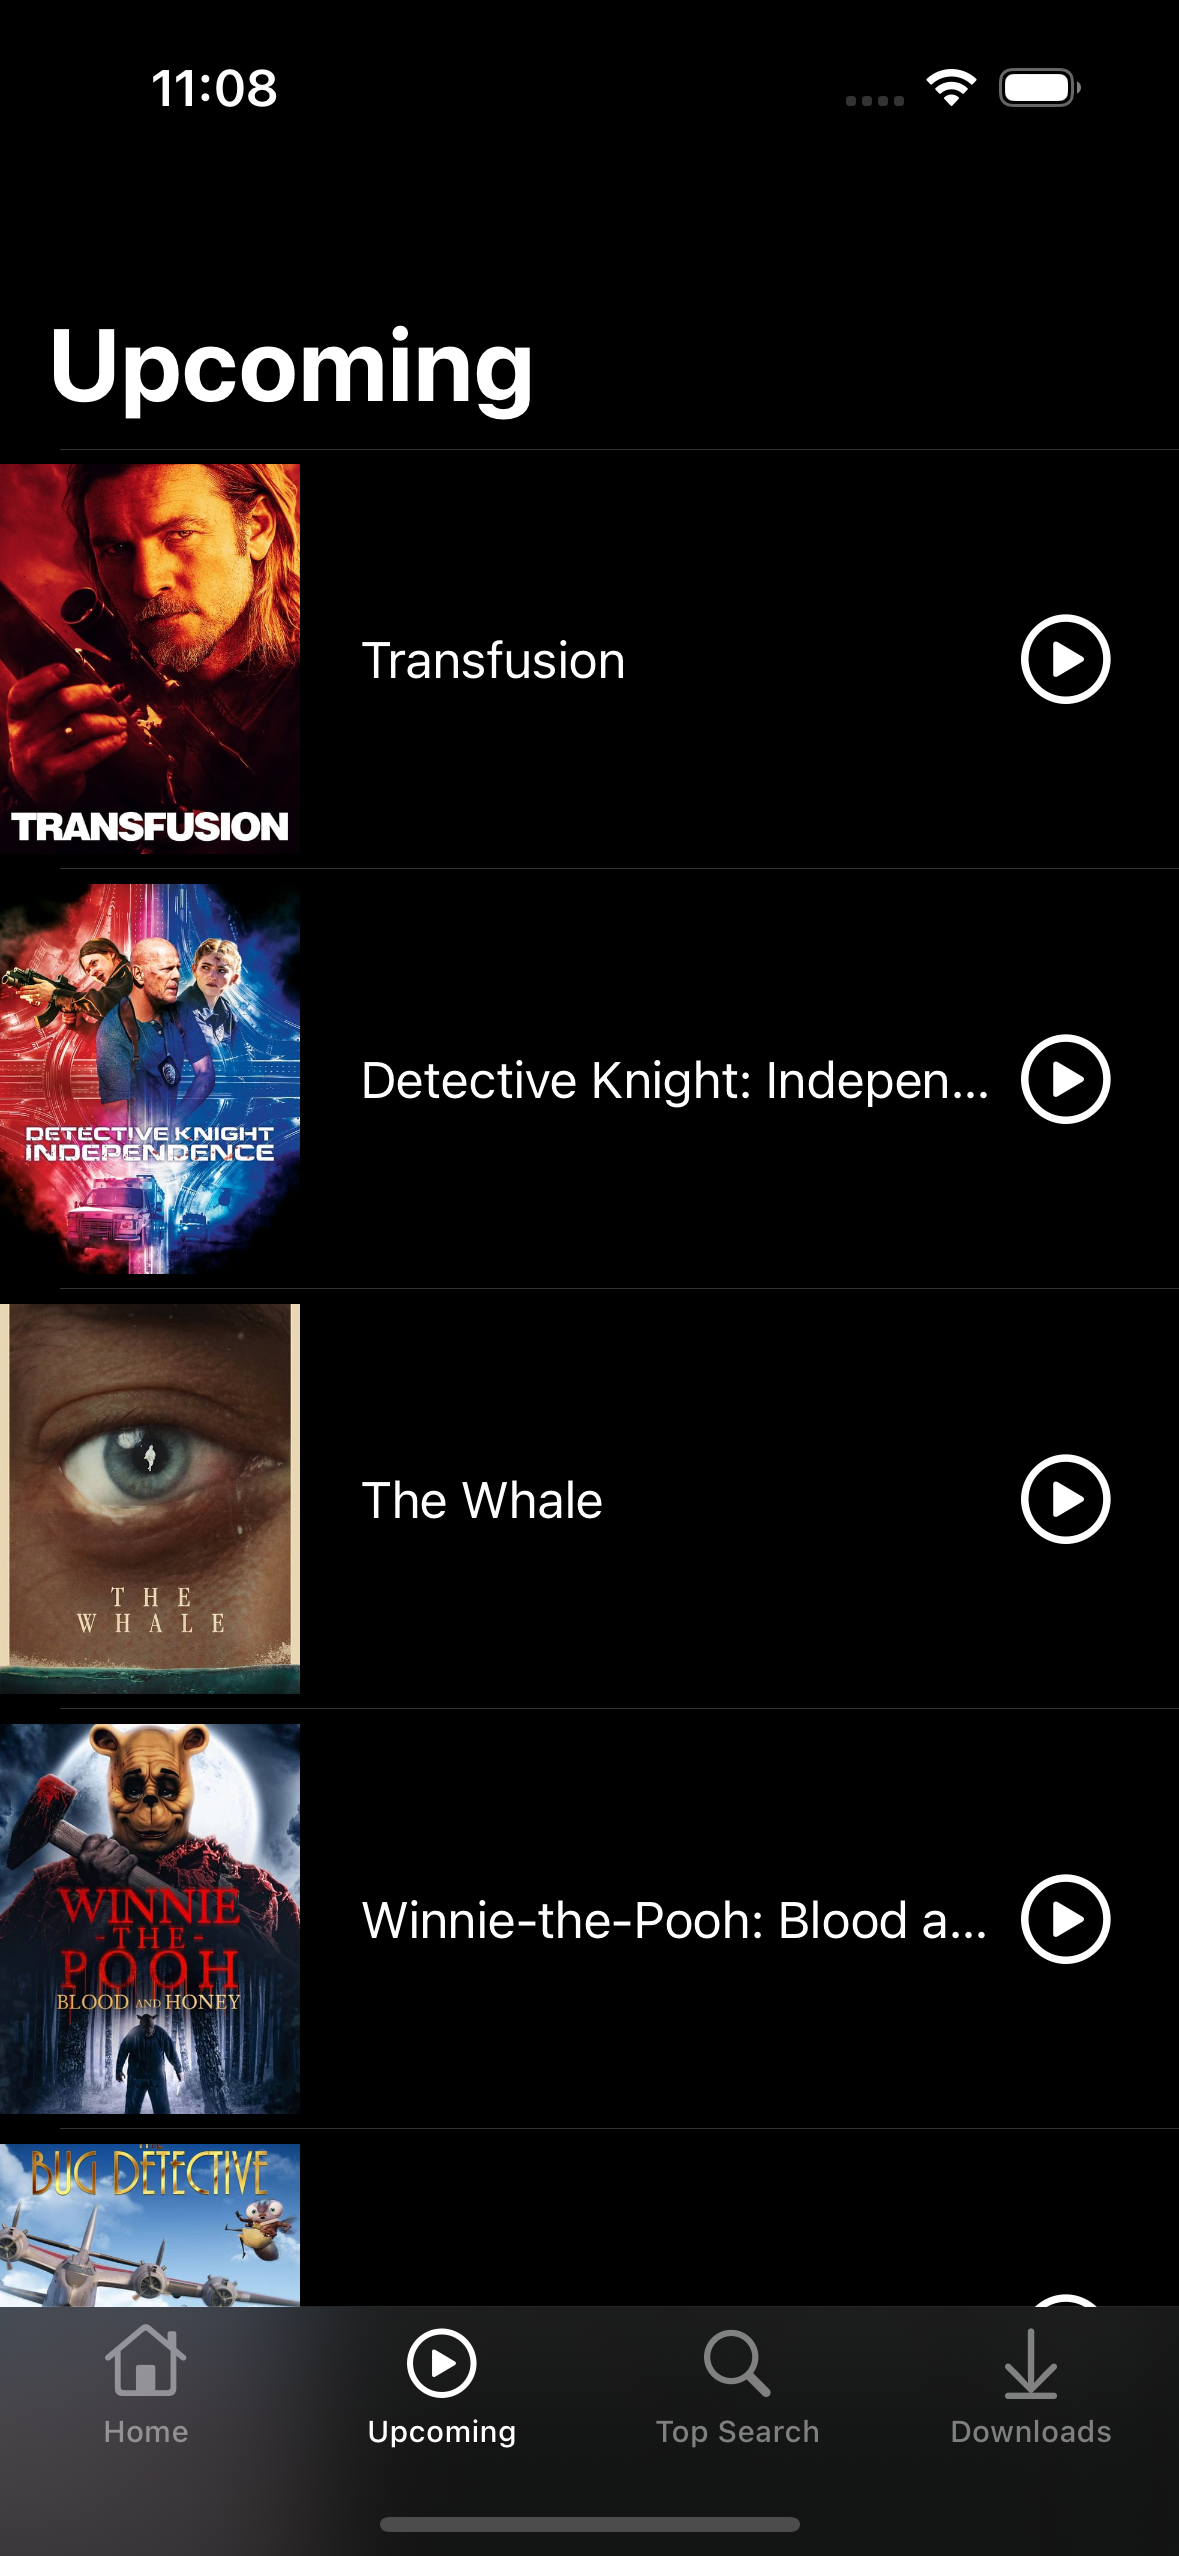 11:08
Upcoming
TRANSFUSION
Transfusion
DETECTIVE KNIGHT
INDEPENDENCE
Detective Knight: Indepen...
THE
WHALE
The Whale
WINNIE
-THE-
POOH
BLOOD AND HONEY
Winnie-the-Pooh: Blood a...
BUG DETECTIVE
Home
Upcoming
Top Search
Downloads